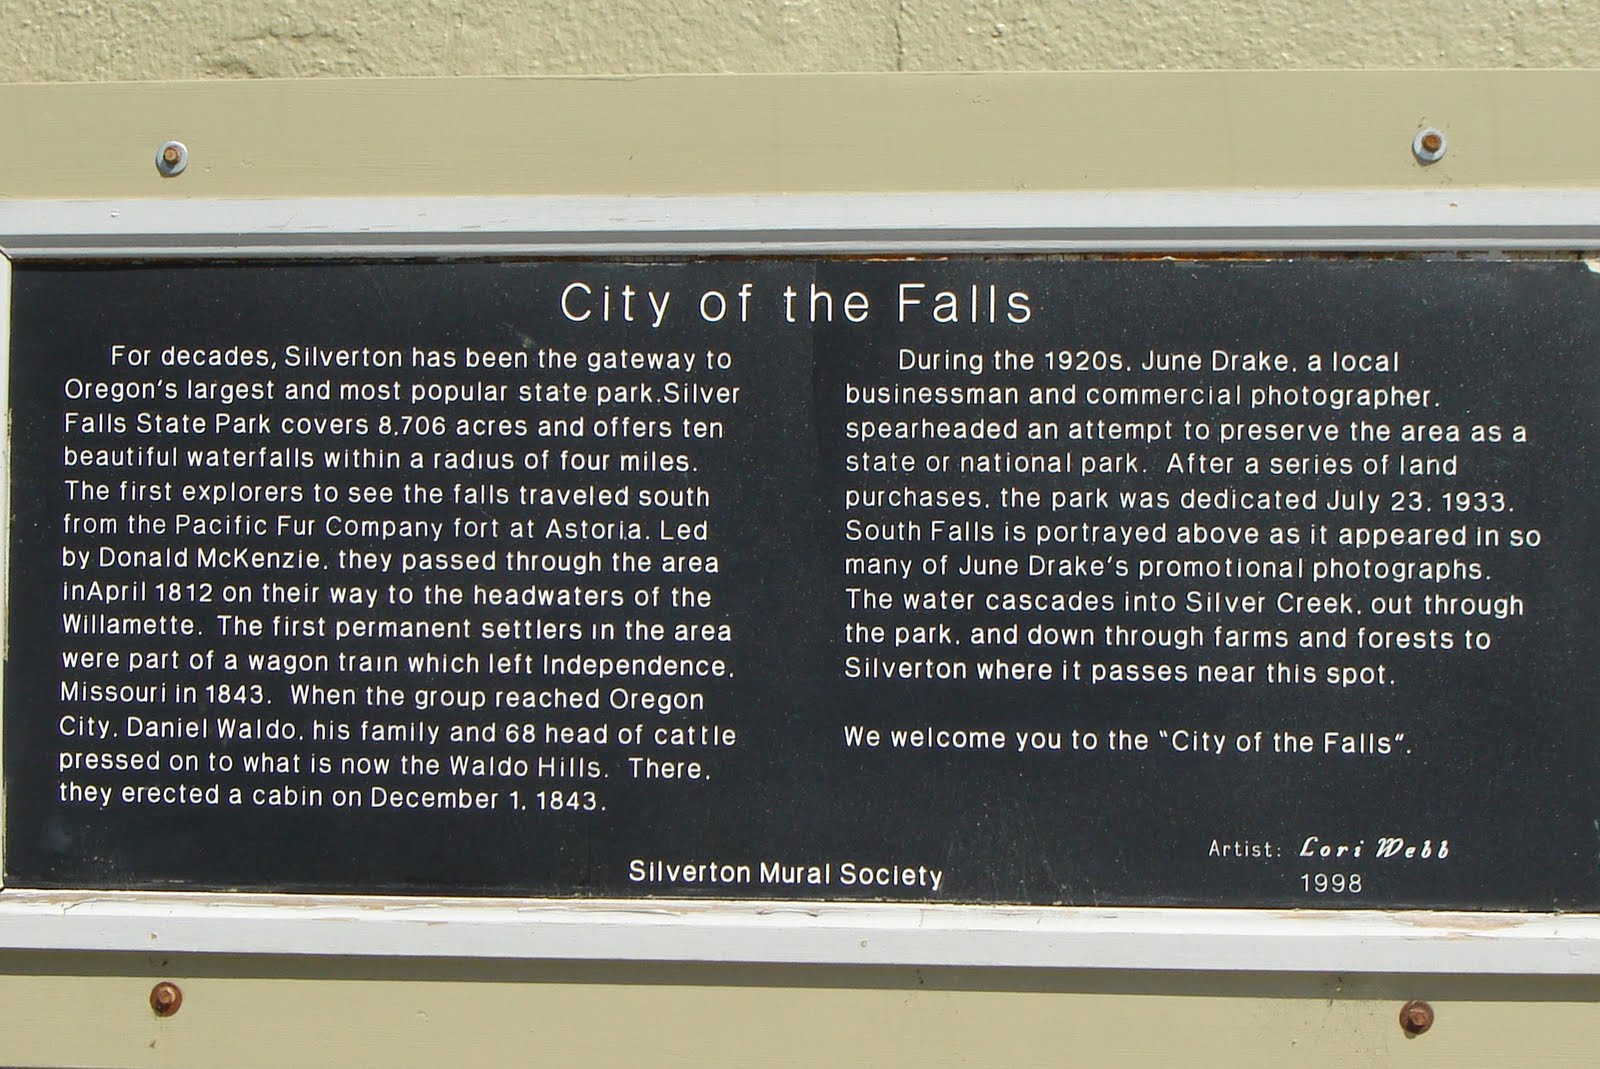 City of the Falls
For decades, Silverton has been the gateway to
Oregon's largest and most popular state park.Silver
Falls State Park covers 8,706 acres and offers ten
beautiful waterfalls within a radius of four miles.
The first explorers to see the falls traveled south
from the Pacific Fur Company fort at Astoria. Led
by Donald McKenzie, they passed through the area
inApril 1812 on their way to the headwaters of the
Willamette. The first permanent settlers in the area
were part of a wagon train which left Independence,
Missouri in 1843. When the group reached Oregon
City, Daniel Waldo, his family and 68 head of cattle
pressed on to what is now the Waldo Hills. There,
they erected a cabin on December 1, 1843.
During the 1920s, June Drake, a local
businessman and commercial photographer,
spearheaded an attempt to preserve the area as a
state or national park. After a series of land
purchases, the park was dedicated July 23, 1933.
South Falls is portrayed above as it appeared in so
many of June Drake's promotional photographs.
The water cascades into Silver Creek, out through
the park, and down through farms and forests to
Silverton where it passes near this spot.
We welcome you to the "City of the Falls".
Artist: Lori Webb
1998
Silverton Mural Society